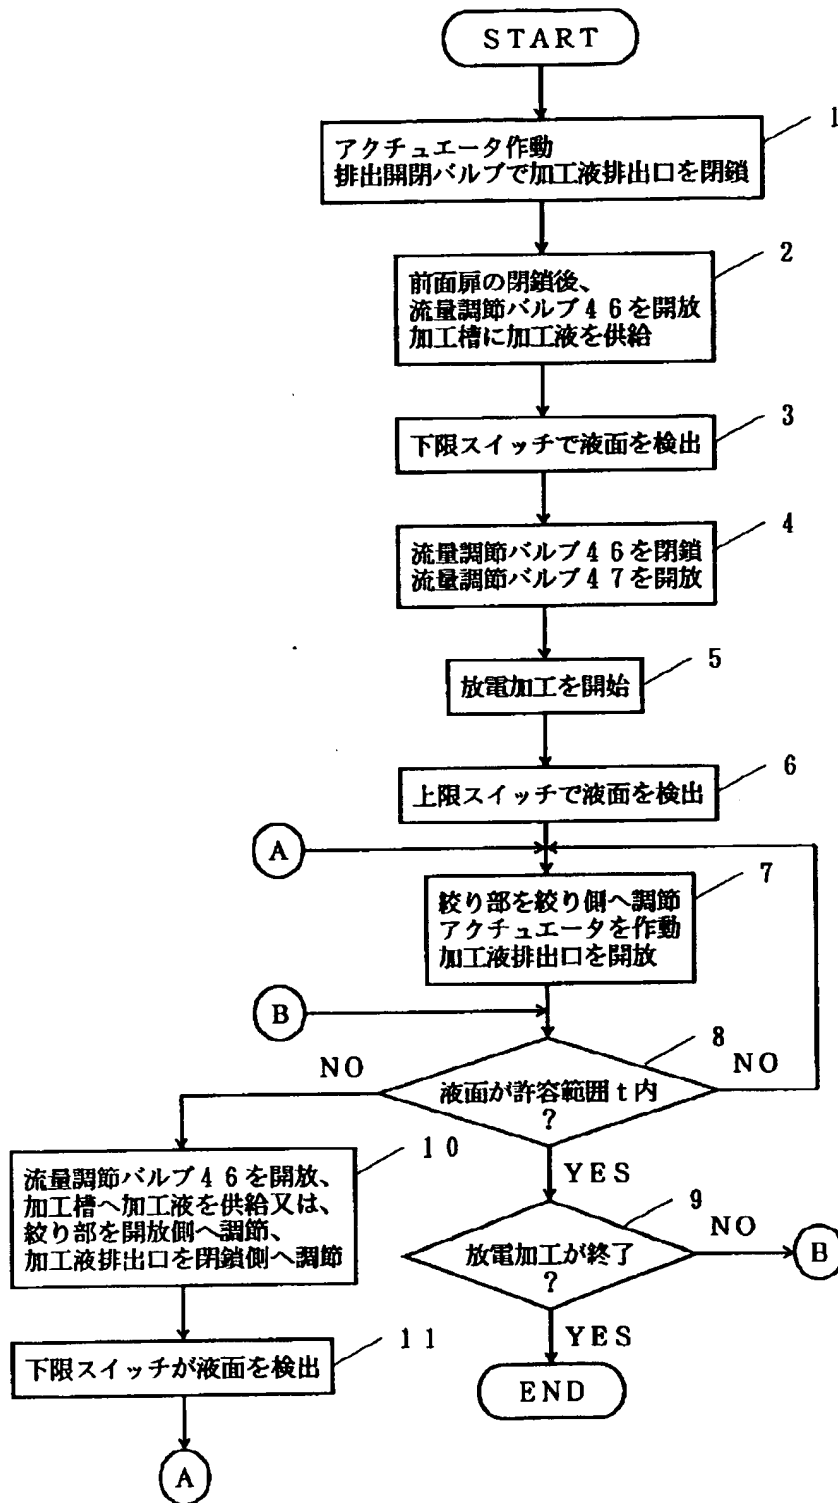 START
1
アクチュエータ作動
排出開閉バルブで加工液排出口を閉鎖
2
前面扉の閉鎖後、
流量調節バルブ46を開放
加工槽に加工液を供給
3
下限スイッチで液面を検出
4
流量調節バルブ46を閉鎖
流量調節バルブ47を開放
5
放電加工を開始
6
上限スイッチで液面を検出
A
7
絞り部を絞り側へ調節
アクチュエータを作動
加工液排出口を開放
B
8
NO
NO
液面が許容範囲t内
?
10
流量調節バルブ46を開放、
加工槽へ加工液を供給又は、
絞り部を開放側へ調節、
加工液排出口を閉鎖側へ調節
YES
9
NO
放電加工が終了
?
B
11
下限スイッチが液面を検出
YES
END
A